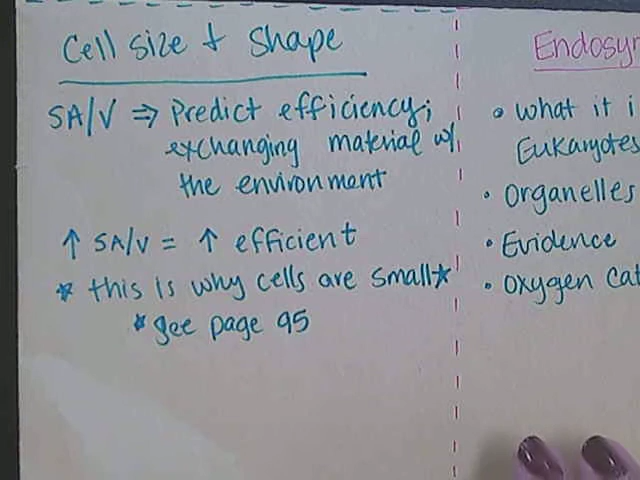 Cell size + shape
SA/V ⇒ Predict efficiency;
exchanging material w/
the environment
↑ SA/V = ↑ efficient
* this is why cells are small*
*See page 95
Endosy
• what it i
Eukaryotes
• Organelles
• Evidence
• Oxygen Cat